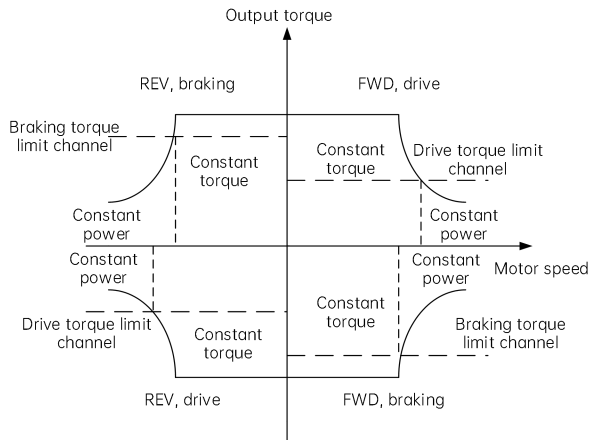 Output torque
REV, braking
FWD, drive
Braking torque
limit channel
Constant
torque
Constant
torque
Drive torque limit
channel
Constant
power
Constant
power
Constant
power
Constant
power
Motor speed
Drive torque limit
channel
Constant
torque
Constant
torque
Braking torque
limit channel
REV, drive
FWD, braking